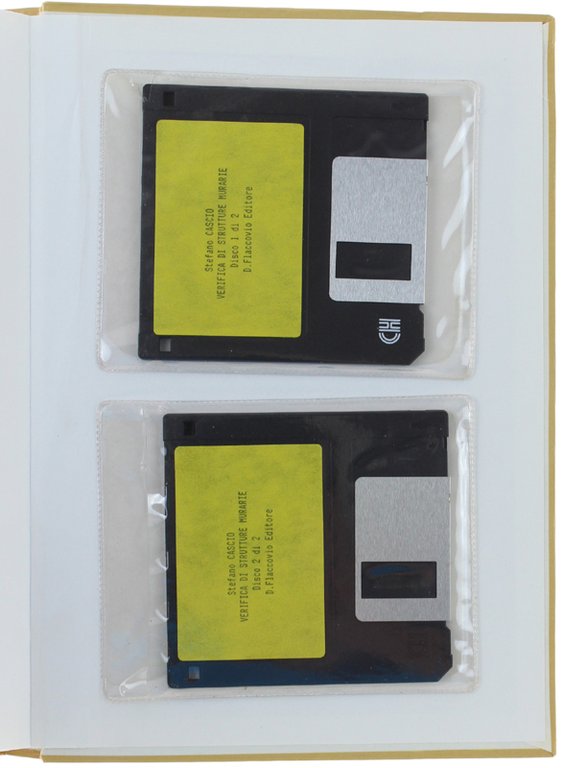 Stefano CASCIO
VERIFICA DI STRUTTURE MURARIE
Disco 1 di 2
D.Flaccovio Editore
Stefano CASCIO
VERIFICA DI STRUTTURE MURARIE
Disco 2 di 2
D.Flaccovio Editore